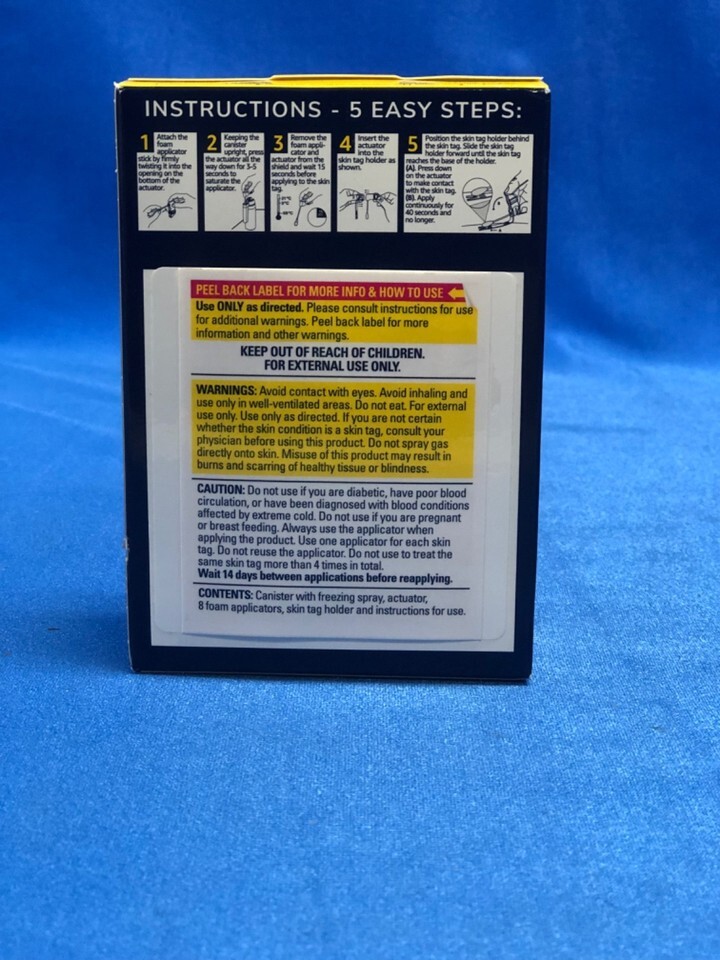 INSTRUCTIONS - 5 EASY STEPS:
1 Attach the
foam
applicator
stick by firmly
twisting it into the
opening on the
bottom of the
actuator.
2 Keeping the
canister
upright, press
the actuator all the
way down for 3-5
seconds to
saturate the
applicator.
3 Remove the
foam appli-
cator and
actuator from the
shield and wait 15
seconds before
applying to the skin
tag.
4 Insert the
actuator
into the
skin tag holder as
shown.
5 Position the skin tag holder behind
the skin tag. Slide the skin tag
holder forward until the skin tag
reaches the base of the holder.
(A). Press down
on the actuator
to make contact
with the skin tag.
(B). Apply
continuously for
40 seconds and
no longer.
PEEL BACK LABEL FOR MORE INFO & HOW TO USE
Use ONLY as directed. Please consult instructions for use
for additional warnings. Peel back label for more
information and other warnings.
KEEP OUT OF REACH OF CHILDREN.
FOR EXTERNAL USE ONLY.
WARNINGS: Avoid contact with eyes. Avoid inhaling and
use only in well-ventilated areas. Do not eat. For external
use only. Use only as directed. If you are not certain
whether the skin condition is a skin tag, consult your
physician before using this product. Do not spray gas
directly onto skin. Misuse of this product may result in
burns and scarring of healthy tissue or blindness.
CAUTION: Do not use if you are diabetic, have poor blood
circulation, or have been diagnosed with blood conditions
affected by extreme cold. Do not use if you are pregnant
or breast feeding. Always use the applicator when
applying the product. Use one applicator for each skin
tag. Do not reuse the applicator. Do not use to treat the
same skin tag more than 4 times in total.
Wait 14 days between applications before reapplying.
CONTENTS: Canister with freezing spray, actuator,
8 foam applicators, skin tag holder and instructions for use.